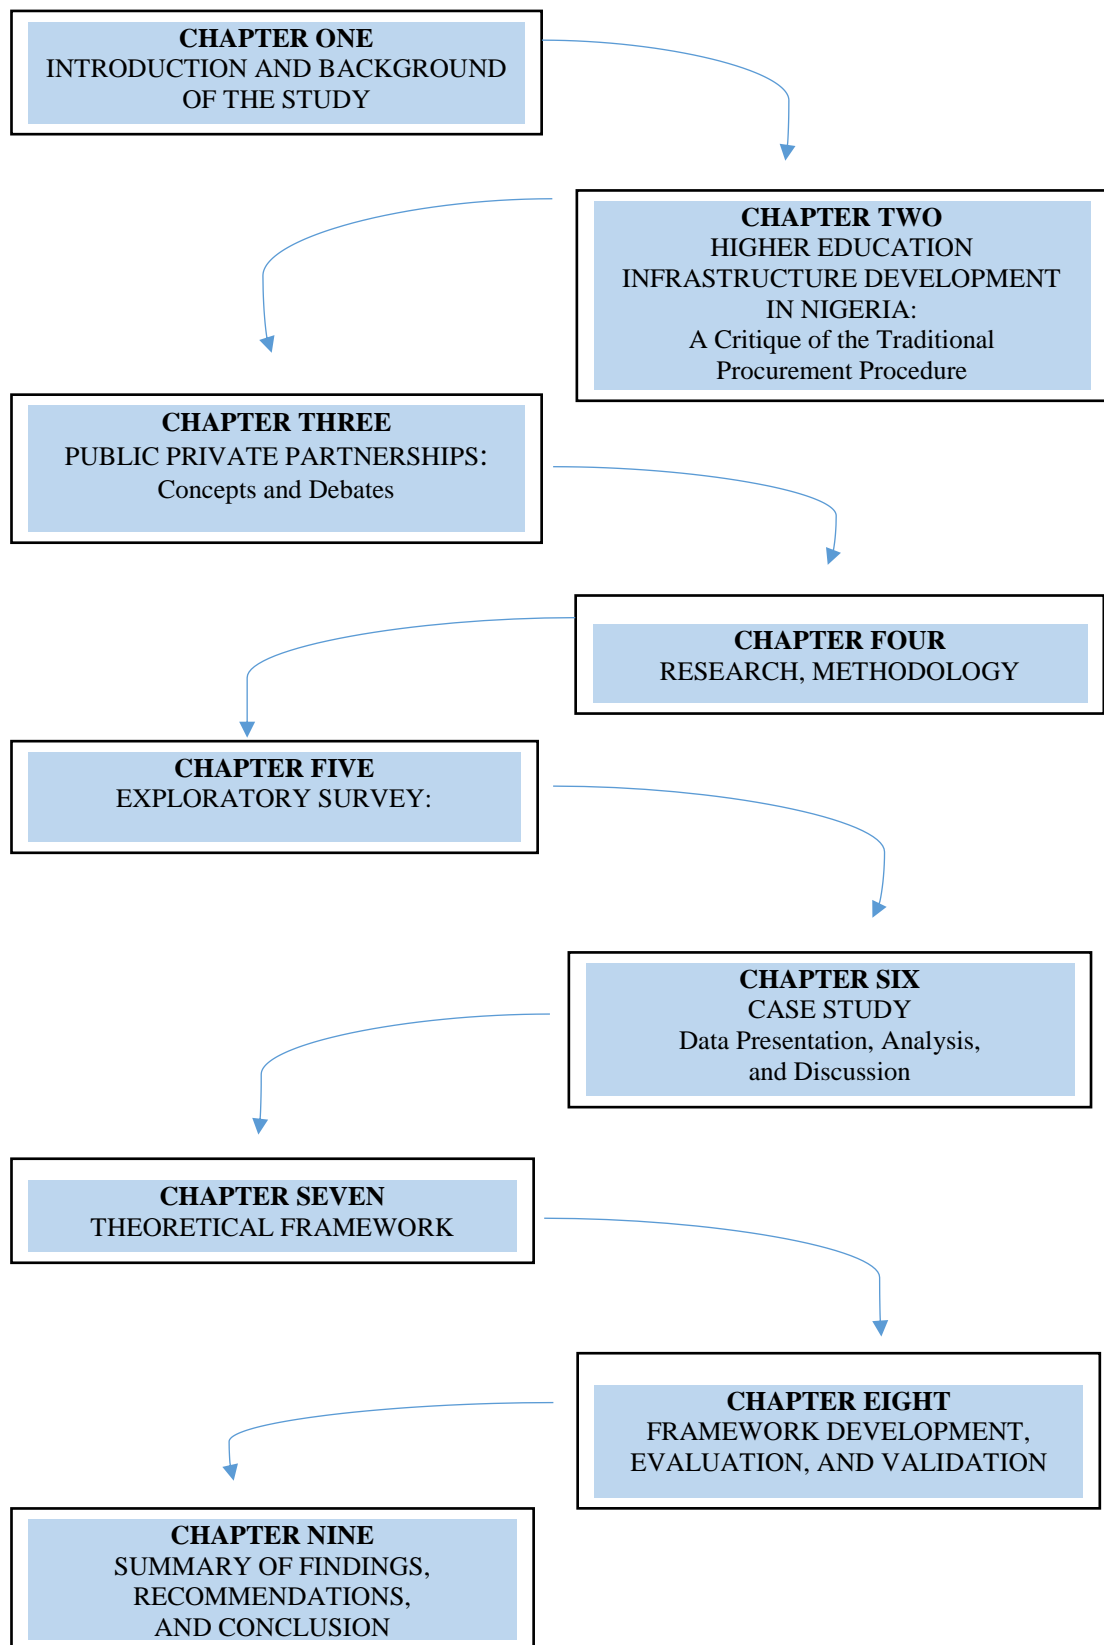 CHAPTER ONE
INTRODUCTION AND BACKGROUND
OF THE STUDY
CHAPTER TWO
HIGHER EDUCATION
INFRASTRUCTURE DEVELOPMENT
IN NIGERIA:
A Critique of the Traditional
Procurement Procedure
CHAPTER THREE
PUBLIC PRIVATE PARTNERSHIPS:
Concepts and Debates
CHAPTER FOUR
RESEARCH, METHODOLOGY
CHAPTER FIVE
EXPLORATORY SURVEY:
CHAPTER SIX
CASE STUDY
Data Presentation, Analysis,
and Discussion
CHAPTER SEVEN
THEORETICAL FRAMEWORK
CHAPTER EIGHT
FRAMEWORK DEVELOPMENT,
EVALUATION, AND VALIDATION
CHAPTER NINE
SUMMARY OF FINDINGS,
RECOMMENDATIONS,
AND CONCLUSION